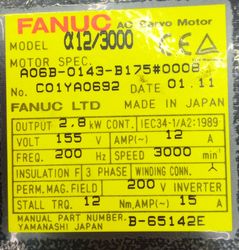 FANUC AC Servo Motor
MODEL α12/3000
MOTOR SPEC.
A06B-0143-B175#0008
NO. C01YA0692 DATE 01.11
FANUC LTD MADE IN JAPAN
OUTPUT 2.8 kW CONT. IEC34-1/A2:1989
VOLT 155 V AMP(~) 12 A
FREQ. 200 Hz SPEED 3000 min⁻¹
INSULATION F 3 PHASE WINDING CONN.
PERM. MAG. FIELD 200 V INVERTER
STALL TRQ. 12 Nm AMP(~) 15 A
MANUAL PART NUMBER B-65142E
YAMANASHI JAPAN